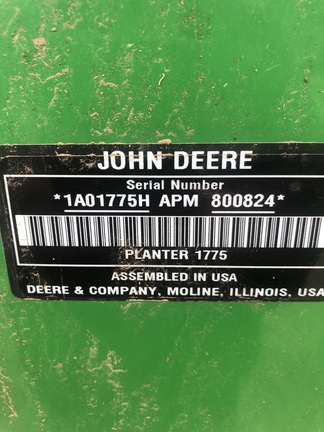 JOHN DEERE
Serial Number
*1A01775H APM 800824*
PLANTER 1775
ASSEMBLED IN USA
DEERE & COMPANY, MOLINE, ILLINOIS, USA